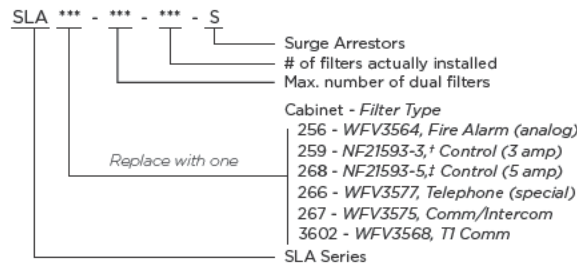 SLA *** - *** - *** - S
Surge Arrestors
# of filters actually installed
Max. number of dual filters
Cabinet - Filter Type
256 - WFV3564, Fire Alarm (analog)
Replace with one
259 - NF21593-3,† Control (3 amp)
268 - NF21593-5,‡ Control (5 amp)
266 - WFV3577, Telephone (special)
267 - WFV3575, Comm/Intercom
3602 - WFV3568, T1 Comm
SLA Series